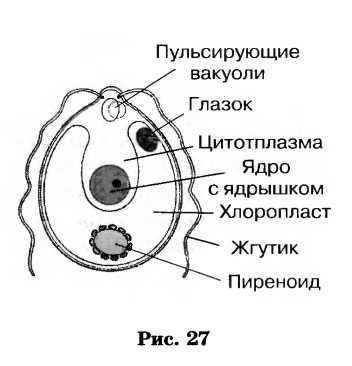 Пульсирующие
вакуоли
Глазок
Цитотплазма
Ядро
с ядрышком
Хлоропласт
Жгутик
Пиреноид
Рис. 27